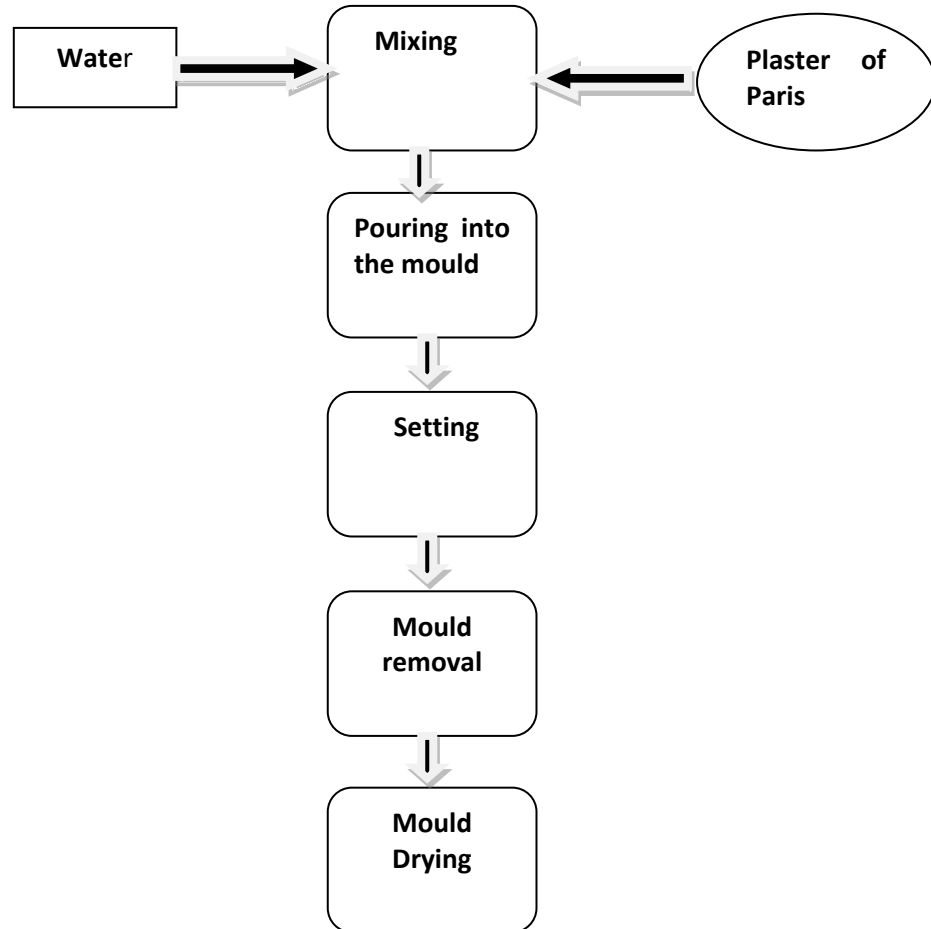 Water
Mixing
Plaster of
Paris
Pouring into
the mould
Setting
Mould
removal
Mould
Drying